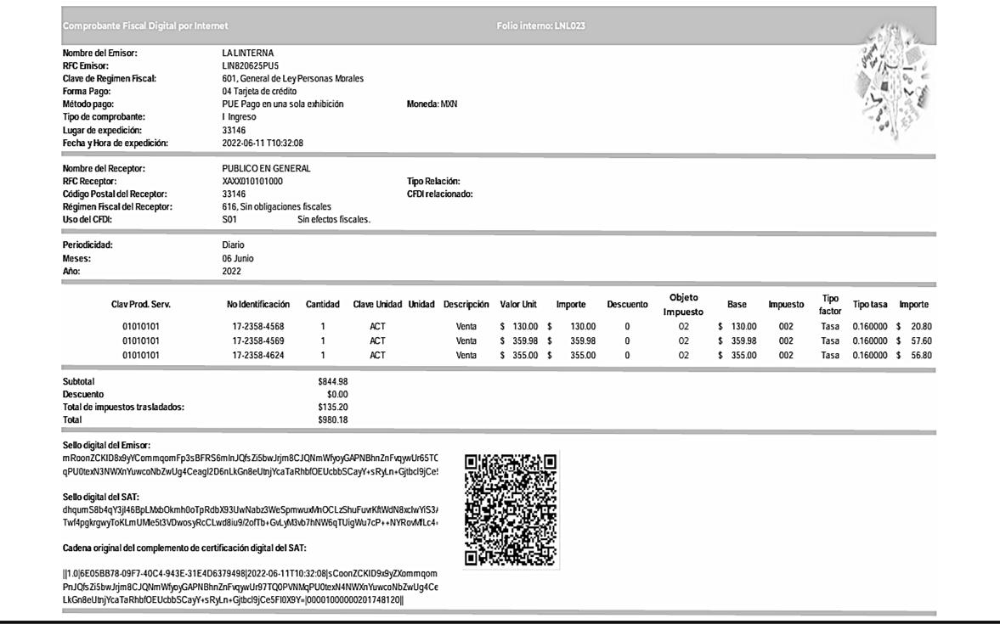 Comprobante Fiscal Digital por Internet Folio interno: LNL023
Nombre del Emisor: LA LINTERNA
RFC Emisor: LIN820625PU5
Clave de Regimen Fiscal: 601, General de Ley Personas Morales
Forma Pago: 04 Tarjeta de crédito
Método pago: PUE Pago en una sola exhibición Moneda: MXN
Tipo de comprobante: I Ingreso
Lugar de expedición: 33146
Fecha y Hora de expedición: 2022-06-11 T10:32:08
Nombre del Receptor: PUBLICO EN GENERAL
RFC Receptor: XAXX010101000 Tipo Relación:
Código Postal del Receptor: 33146 CFDI relacionado:
Régimen Fiscal del Receptor: 616, Sin obligaciones fiscales
Uso del CFDI: S01 Sin efectos fiscales.
Periodicidad: Diario
Meses: 06 Junio
Año: 2022
Clav Prod. Serv. No Identificación Cantidad Clave Unidad Unidad Descripción Valor Unit Importe Descuento Objeto Impuesto Base Impuesto Tipo factor Tipo tasa Importe
01010101 17-2358-4568 1 ACT Venta $ 130.00 $ 130.00 0 02 $ 130.00 002 Tasa 0.160000 $ 20.80
01010101 17-2358-4569 1 ACT Venta $ 359.98 $ 359.98 0 02 $ 359.98 002 Tasa 0.160000 $ 57.60
01010101 17-2358-4624 1 ACT Venta $ 355.00 $ 355.00 0 02 $ 355.00 002 Tasa 0.160000 $ 56.80
Subtotal $844.98
Descuento $0.00
Total de impuestos trasladados: $135.20
Total $980.18
Sello digital del Emisor:
mRoonZCKID8x9yYCommqomFp3sBFRS6mInJQfsZi5bwJrjm8CJQNmWfyoyGAPNBhnZnFvqywUr65TC
qPU0texN3NWXnYuwcoNbZwUg4Ceagl2D6nLkGn8eUtnjYcaTaRhbfOEUcbbSCayY+sRyLn+Gjtbcl9jCe5
Sello digital del SAT:
dhqumS8b4qY3jI46BpLMxbOkmh0oTpRdbX93UwNabz3WeSpmwuxMnOCLzShuFuvrKftWdN8xcIwYiS3A
Twf4pgkrgwyToKLmUMle5t3VDwosyRcCLwd8iu9/2ofTb+GvLyM3vb7hNW6qTUigWu7cP++NYRovMLc4+
Cadena original del complemento de certificación digital del SAT:
||1.0|6E05BB78-09F7-40C4-943E-31E4D6379498|2022-06-11T10:32:08|sCoonZCKID9x9yZXommqom
PnJQfsZi5bwJrjm8CJQNmWfyoyGAPNBhnZnFvqywUr97TQ0PVNMqPU0texN4NWXnYuwcoNbZwUg4Ce
LkGn8eUtnjYcaTaRhbfOEUcbbSCayY+sRyLn+Gjtbcl9jCe5FI0X9Y=|00001000000201748120||